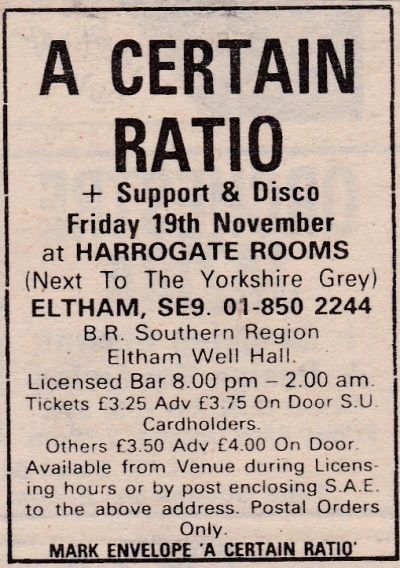 A CERTAIN
RATIO
+ Support & Disco
Friday 19th November
at HARROGATE ROOMS
(Next To The Yorkshire Grey)
ELTHAM, SE9. 01-850 2244
B.R. Southern Region
Eltham Well Hall.
Licensed Bar 8.00 pm – 2.00 am.
Tickets £3.25 Adv £3.75 On Door S.U.
Cardholders.
Others £3.50 Adv £4.00 On Door.
Available from Venue during Licens-
ing hours or by post enclosing S.A.E.
to the above address. Postal Orders
Only.
MARK ENVELOPE 'A CERTAIN RATIO'